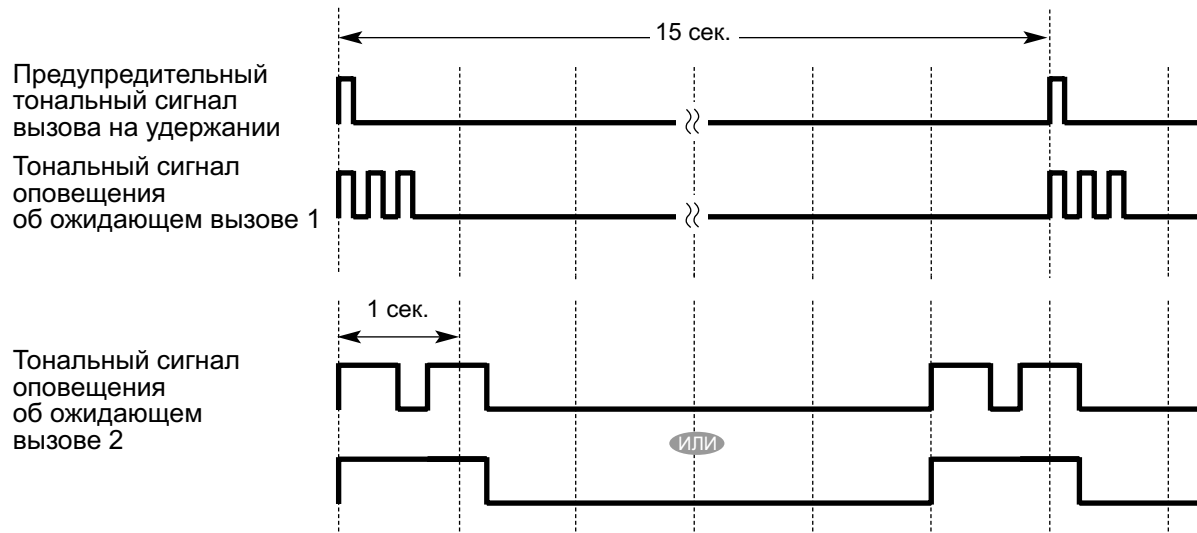 15 сек.
Предупредительный
тональный сигнал
вызова на удержании
Тональный сигнал
оповещения
об ожидающем вызове 1
1 сек.
Тональный сигнал
оповещения
об ожидающем
вызове 2
ИЛИ